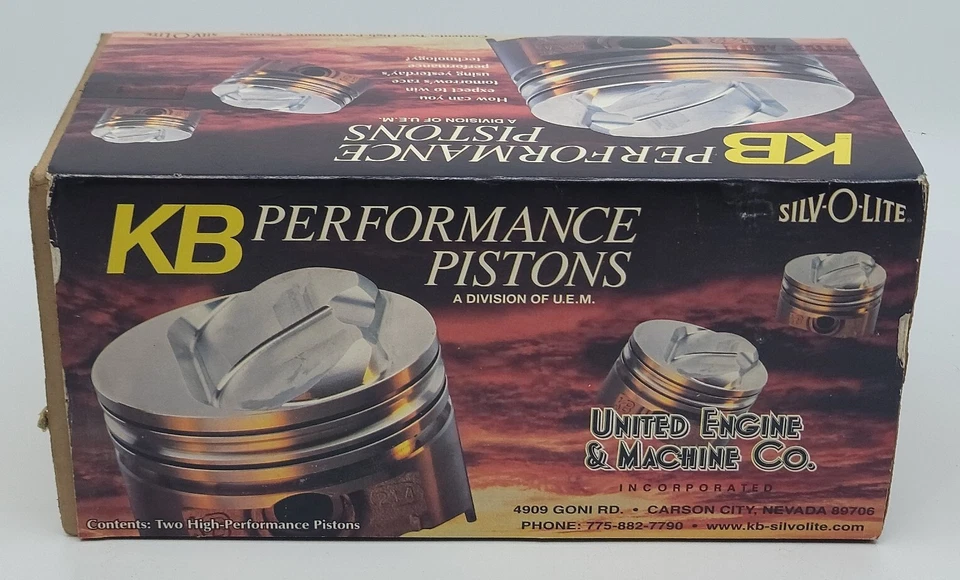 How can you
expect to win
tomorrow's race
using yesterday's
performance
technology?
A DIVISION OF U.E.M.
KB PERFORMANCE
PISTONS
KB PERFORMANCE
PISTONS
A DIVISION OF U.E.M.
SILV-O-LITE
UNITED ENGINE
& MACHINE CO.
INCORPORATED
4909 GONI RD. • CARSON CITY, NEVADA 89706
PHONE: 775-882-7790 • www.kb-silvolite.com
Contents: Two High-Performance Pistons